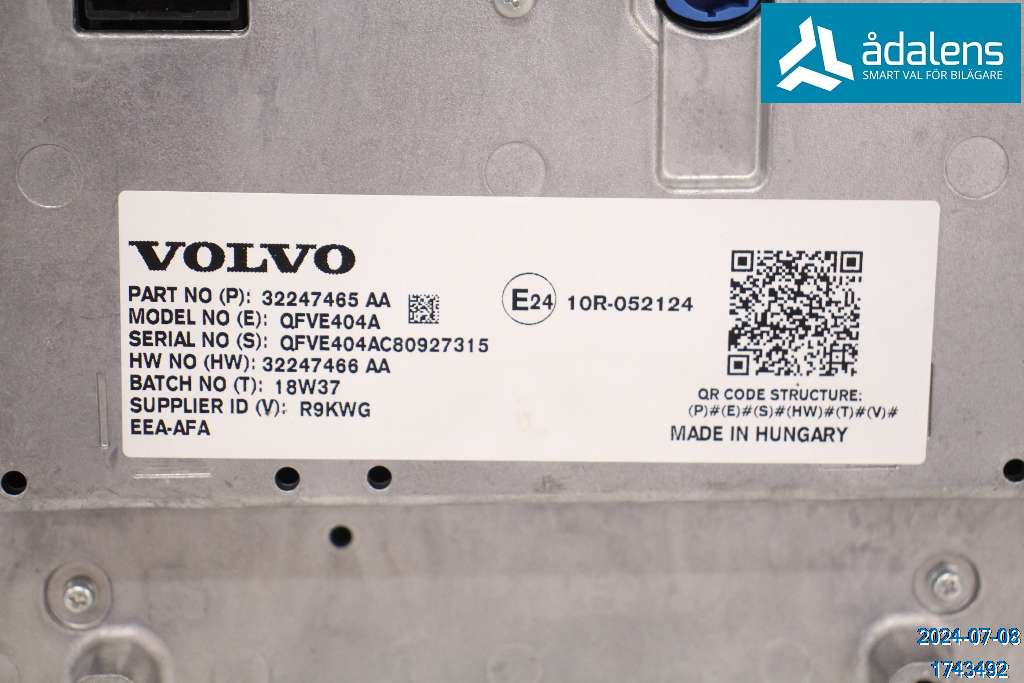 ådalens
SMART VAL FÖR BILÄGARE
VOLVO
PART NO (P): 32247465 AA
MODEL NO (E): QFVE404A
SERIAL NO (S): QFVE404AC80927315
HW NO (HW): 32247466 AA
BATCH NO (T): 18W37
SUPPLIER ID (V): R9KWG
EEA-AFA
E24 10R-052124
QR CODE STRUCTURE:
(P)#(E)#(S)#(HW)#(T)#(V)#
MADE IN HUNGARY
2024-07-08
1743492